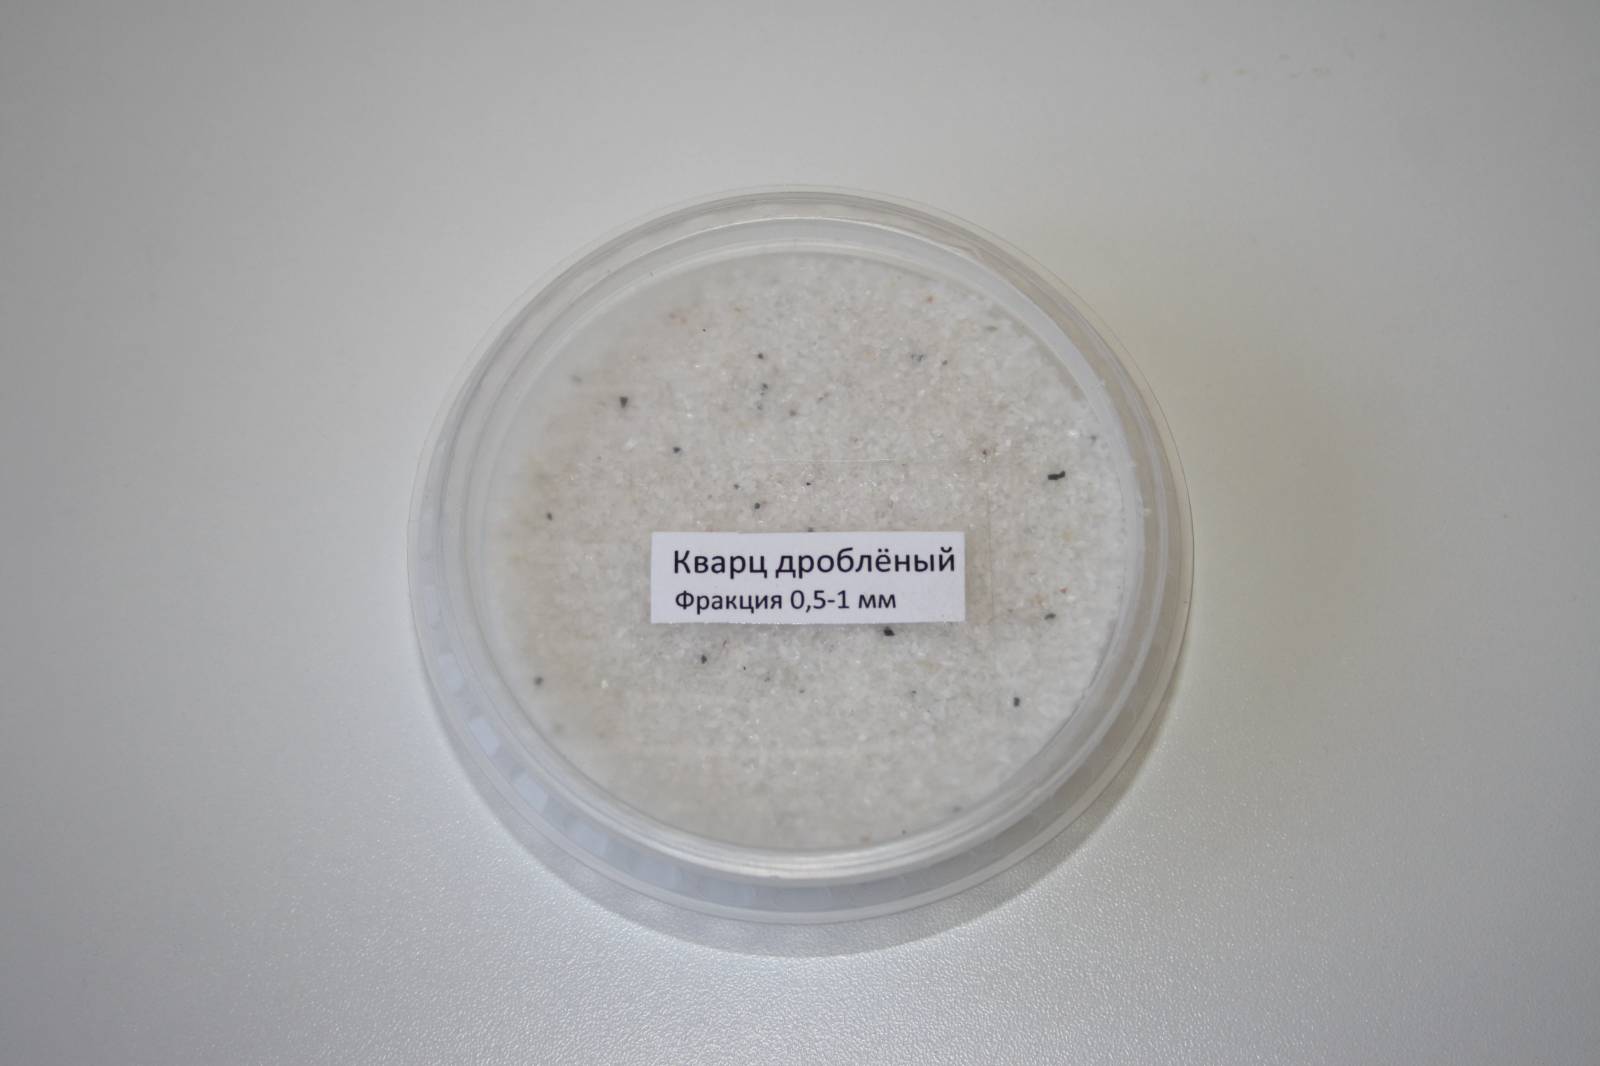 Кварц дроблёный
Фракция 0,5-1 мм